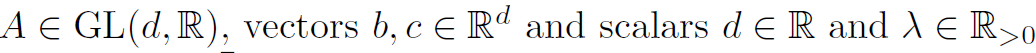 A ∈ GL(d, ℝ), vectors b, c ∈ ℝ^d and scalars d ∈ ℝ and λ ∈ ℝ_{>0}